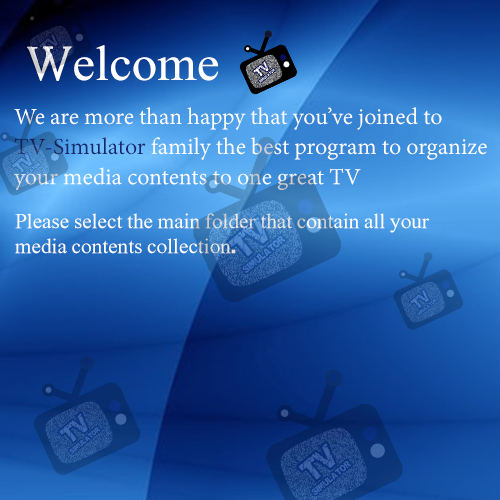 Welcome
TV
SIMULATOR
We are more than happy that you've joined to
TV-Simulator family the best program to organize
your media contents to one great TV
Please select the main folder that contain all your
media contents collection.
TV
SIMULATOR
TV
SIMULATOR
TV
SIMULATOR
TV
SIMULATOR
TV
SIMULATOR